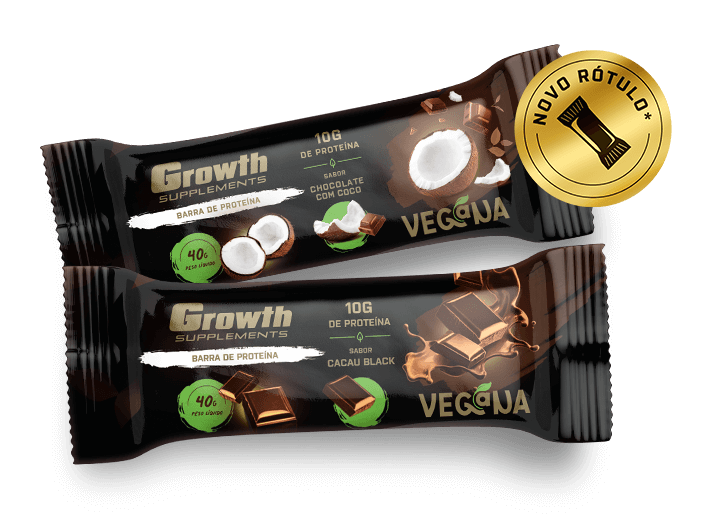 NOVO RÓTULO*
Growth
SUPPLEMENTS
BARRA DE PROTEÍNA
40G
PESO LÍQUIDO
10G
DE PROTEÍNA
SABOR
CHOCOLATE
COM COCO
VEGANA
Growth
SUPPLEMENTS
BARRA DE PROTEÍNA
40G
PESO LÍQUIDO
10G
DE PROTEÍNA
SABOR
CACAU BLACK
VEGANA